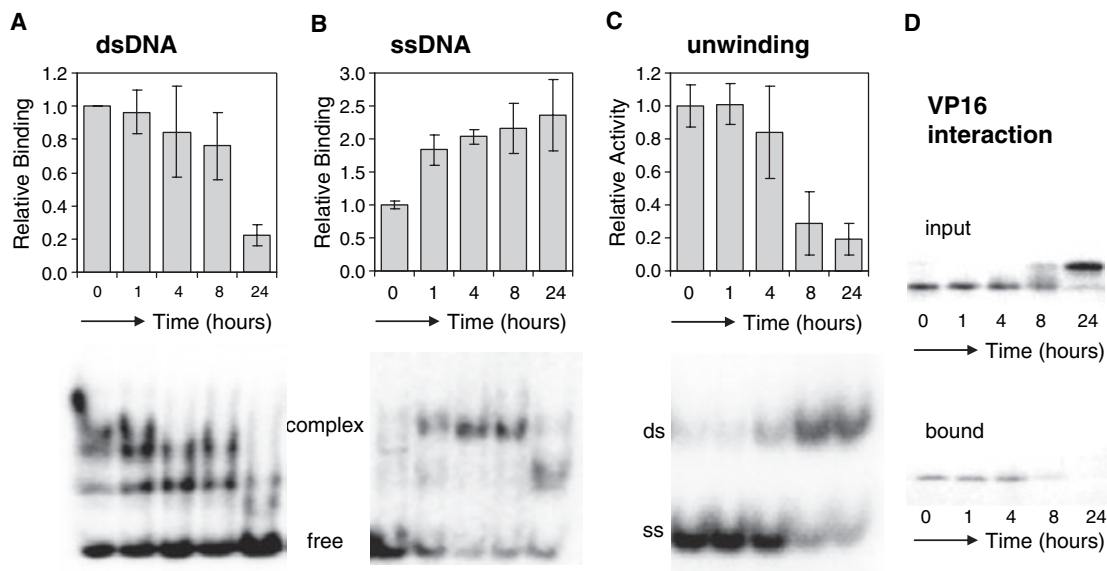 A
dsDNA
Relative Binding
1.2
1.0
0.8
0.6
0.4
0.2
0.0
0 1 4 8 24
Time (hours)
B
ssDNA
Relative Binding
3.0
2.5
2.0
1.5
1.0
0.5
0.0
0 1 4 8 24
Time (hours)
complex
free
C
unwinding
Relative Activity
1.2
1.0
0.8
0.6
0.4
0.2
0.0
0 1 4 8 24
Time (hours)
ds
ss
D
VP16
interaction
input
0 1 4 8 24
Time (hours)
bound
0 1 4 8 24
Time (hours)